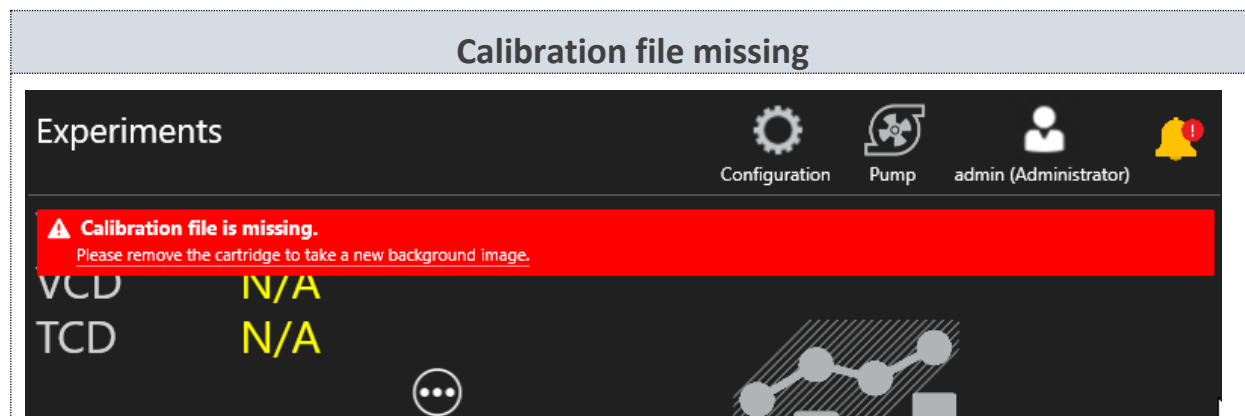 Calibration file missing
Experiments
Configuration
Pump
admin (Administrator)
Calibration file is missing.
Please remove the cartridge to take a new background image.
VCD N/A
TCD N/A